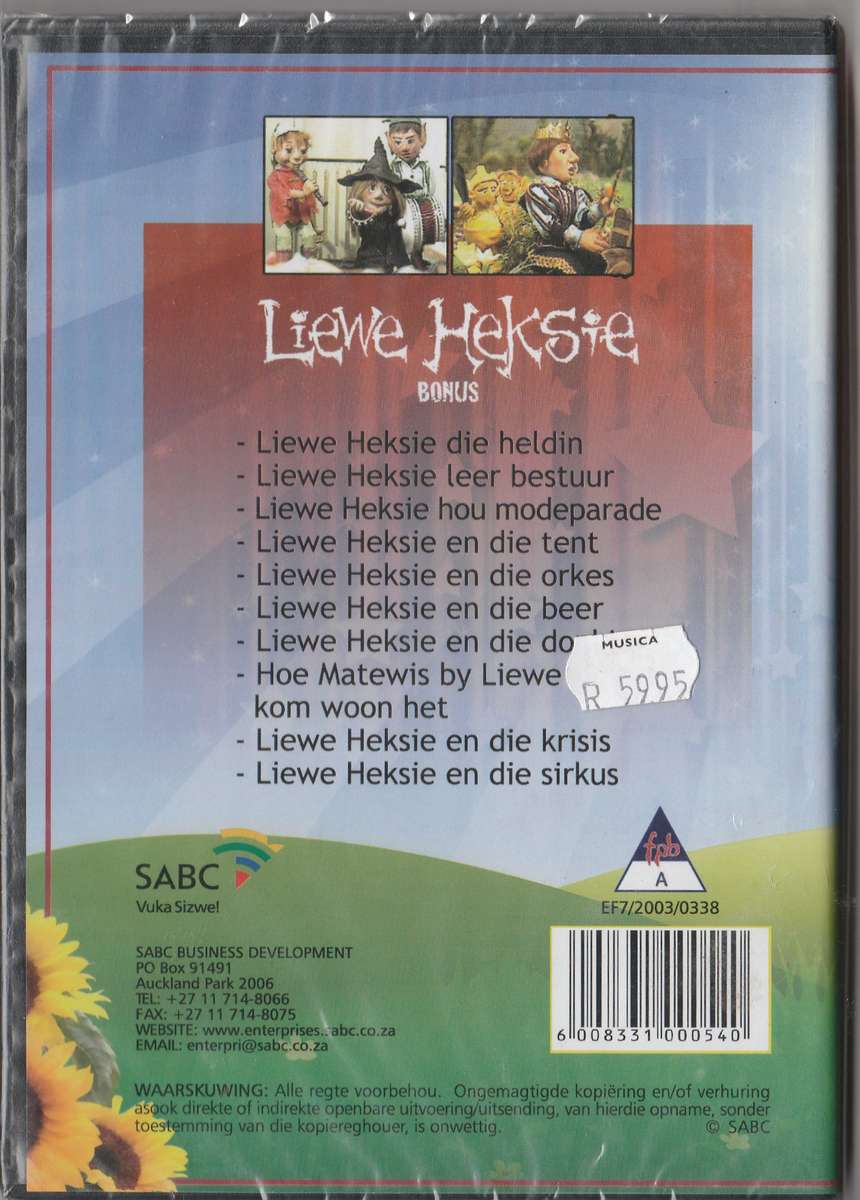 Liewe Heksie
BONUS
- Liewe Heksie die heldin
- Liewe Heksie leer bestuur
- Liewe Heksie hou modeparade
- Liewe Heksie en die tent
- Liewe Heksie en die orkes
- Liewe Heksie en die beer
- Liewe Heksie en die
MUSICA
R 5995
- Hoe Matewis by Liewe
kom woon het
- Liewe Heksie en die krisis
- Liewe Heksie en die sirkus
SABC
Vuka Sizwe!
fpb
A
EF7/2003/0338
SABC BUSINESS DEVELOPMENT
PO Box 91491
Auckland Park 2006
TEL: +27 11 714-8066
FAX: +27 11 714-8075
WEBSITE: www.enterprises.sabc.co.za
EMAIL: enterpri@sabc.co.za
6 008331 000540
WAARSKUWING: Alle regte voorbehou. Ongemagtigde kopiëring en/of verhuring
asook direkte of indirekte openbare uitvoering/uitsending, van hierdie opname, sonder
toestemming van die kopiereghouer, is onwettig. © SABC